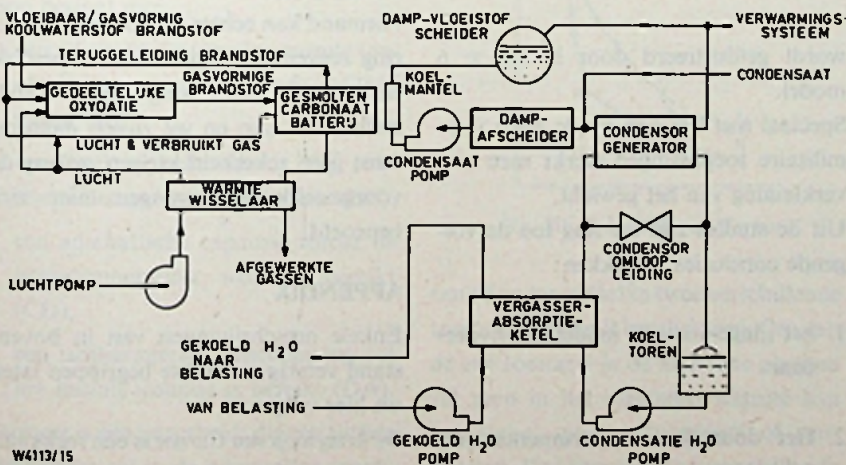 VLOEIBAAR/ GASVORMIG
KOOLWATERSTOF BRANDSTOF
TERUGGELEIDING BRANDSTOF
GEDEELTELIJKE
OXYDATIE
GASVORMIGE
BRANDSTOF
GESMOLTEN
CARBONAAT
BATTERIJ
LUCHT & VERBRUIKT GAS
LUCHT
WARMTE
WISSELAAR
LUCHTPOMP
AFGEWERKTE
GASSEN
DAMP-VLOEISTOF
SCHEIDER
KOEL-
MANTEL
CONDENSAAT
POMP
DAMP-
AFSCHEIDER
VERWARMINGS-
SYSTEEM
CONDENSAAT
CONDENSOR
GENERATOR
CONDENSOR
OMLOOP-
LEIDING
VERGASSER-
ABSORPTIE-
KETEL
KOEL-
TOREN
GEKOELD H2O
NAAR
BELASTING
VAN BELASTING
GEKOELD H2O
POMP
CONDENSATIE H2O
POMP
W4113/15